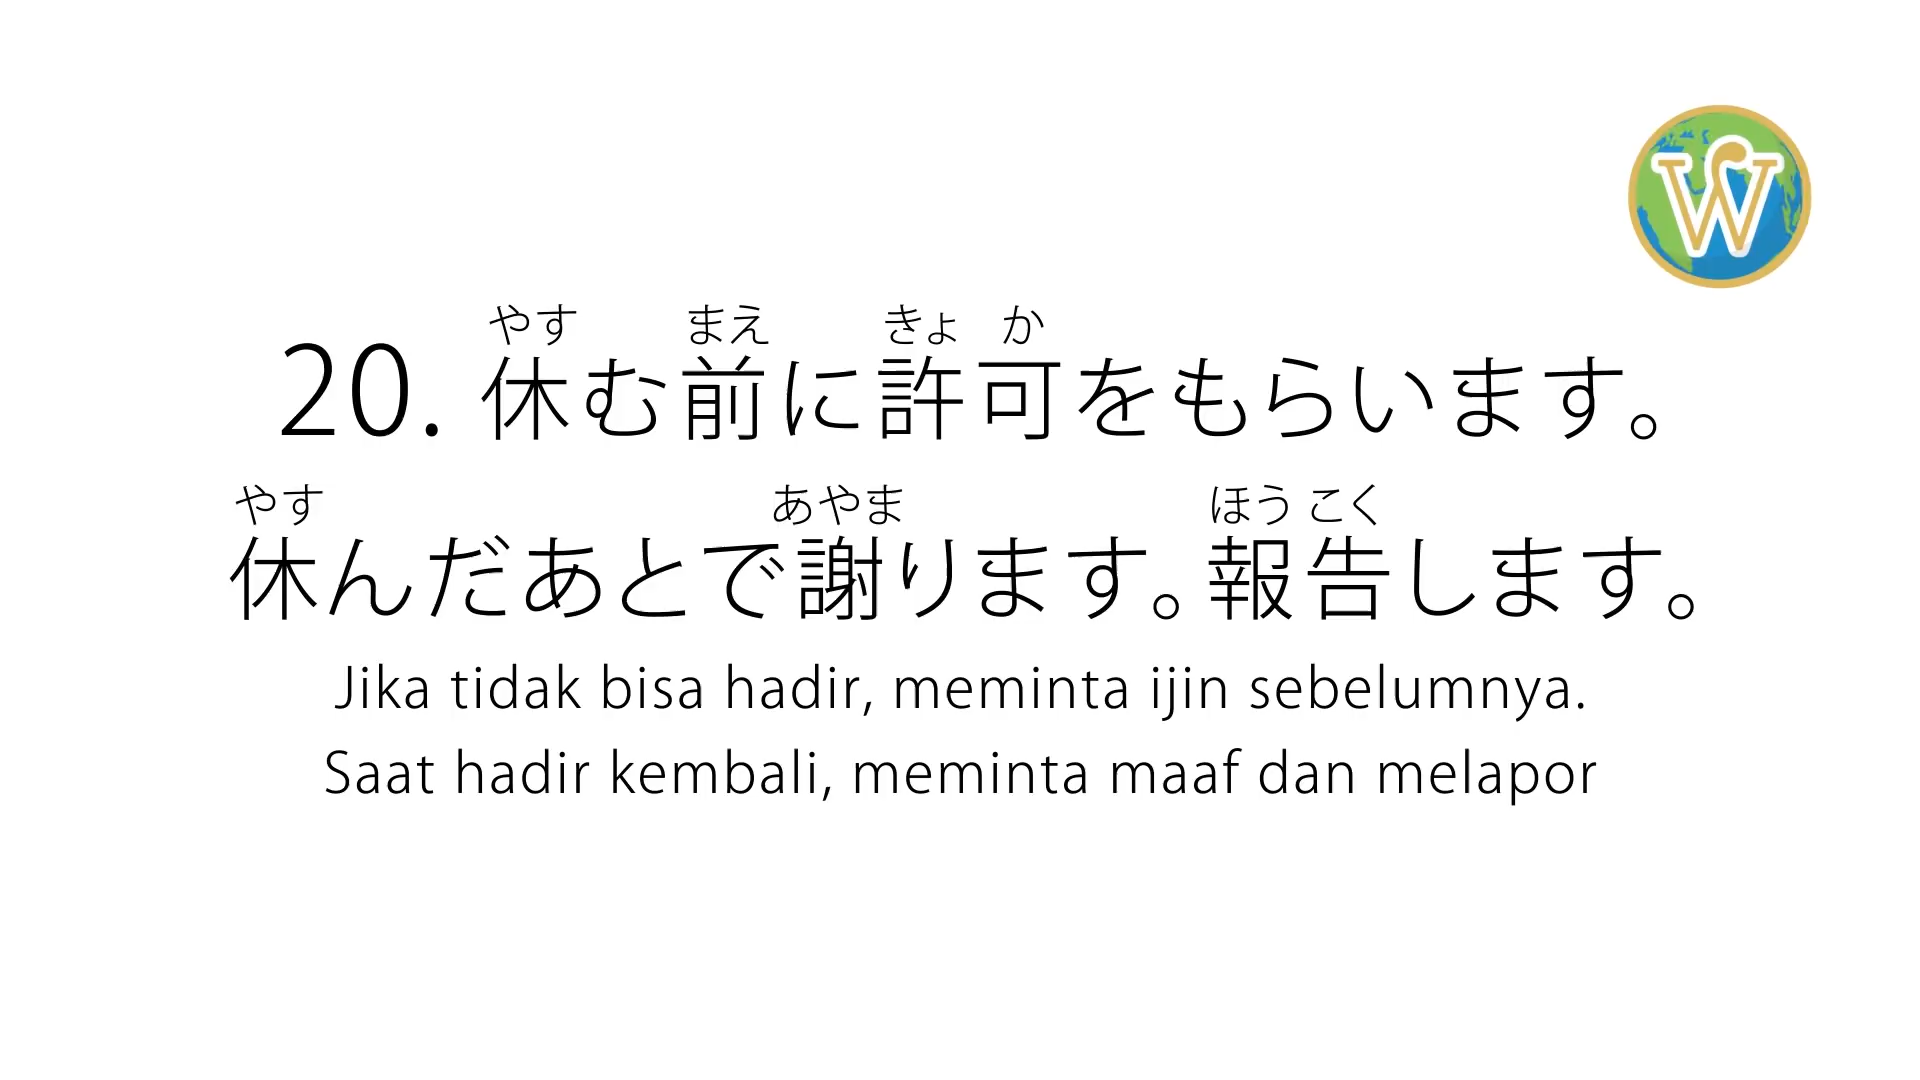 やす まえ きょ か
20. 休む前に許可をもらいます。
やす あやま ほう こく
休んだあとで謝ります。報告します。
Jika tidak bisa hadir, meminta ijin sebelumnya.
Saat hadir kembali, meminta maaf dan melapor
W